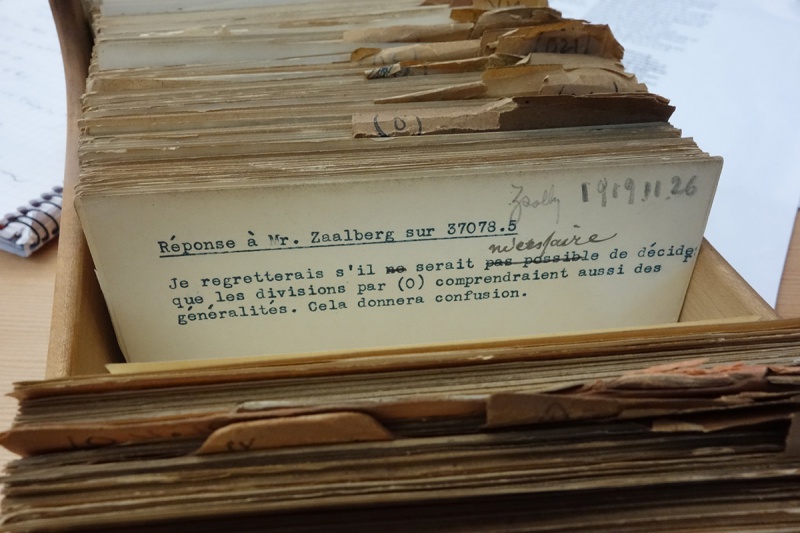 1919.11.26
Réponse à Mr. Zaalberg sur 37078.5
nécessaire
Je regretterais s'il ne serait pas possible de décider
que les divisions par (0) comprendraient aussi des
généralités. Cela donnera confusion.
(0)